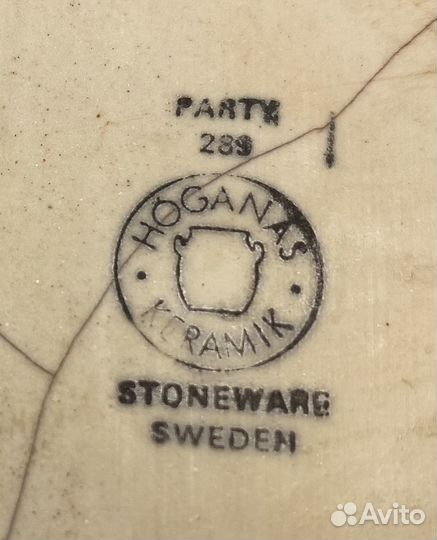 PARTY
289
HÖGANÄS
KERAMIK
STONEWARE
SWEDEN
Avito